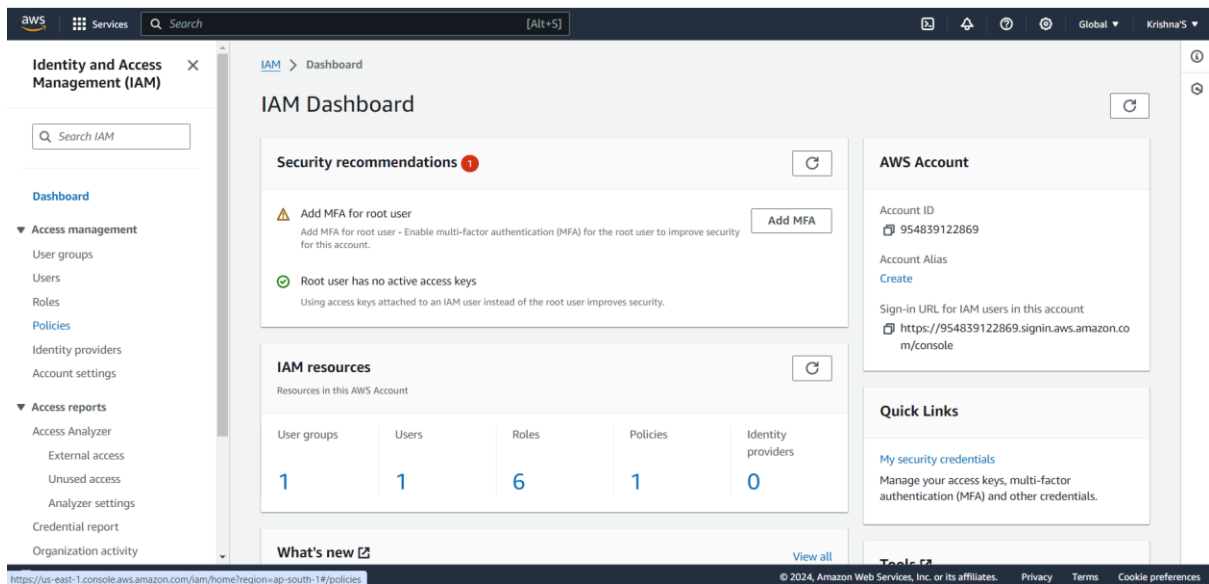 aws
Services
Search
[Alt+S]
Global
Krishna'S
Identity and Access
Management (IAM)
Search IAM
Dashboard
Access management
User groups
Users
Roles
Policies
Identity providers
Account settings
Access reports
Access Analyzer
External access
Unused access
Analyzer settings
Credential report
Organization activity
IAM > Dashboard
IAM Dashboard
Security recommendations 1
Add MFA for root user
Add MFA for root user - Enable multi-factor authentication (MFA) for the root user to improve security
for this account.
Add MFA
Root user has no active access keys
Using access keys attached to an IAM user instead of the root user improves security.
IAM resources
Resources in this AWS Account
User groups
Users
Roles
Policies
Identity
providers
1
1
6
1
0
What's new
View all
AWS Account
Account ID
954839122869
Account Alias
Create
Sign-in URL for IAM users in this account
https://954839122869.signin.aws.amazon.co
m/console
Quick Links
My security credentials
Manage your access keys, multi-factor
authentication (MFA) and other credentials.
Tools
https://us-east-1.console.aws.amazon.com/iam/home?region=ap-south-1#/policies
© 2024, Amazon Web Services, Inc. or its affiliates.
Privacy
Terms
Cookie preferences